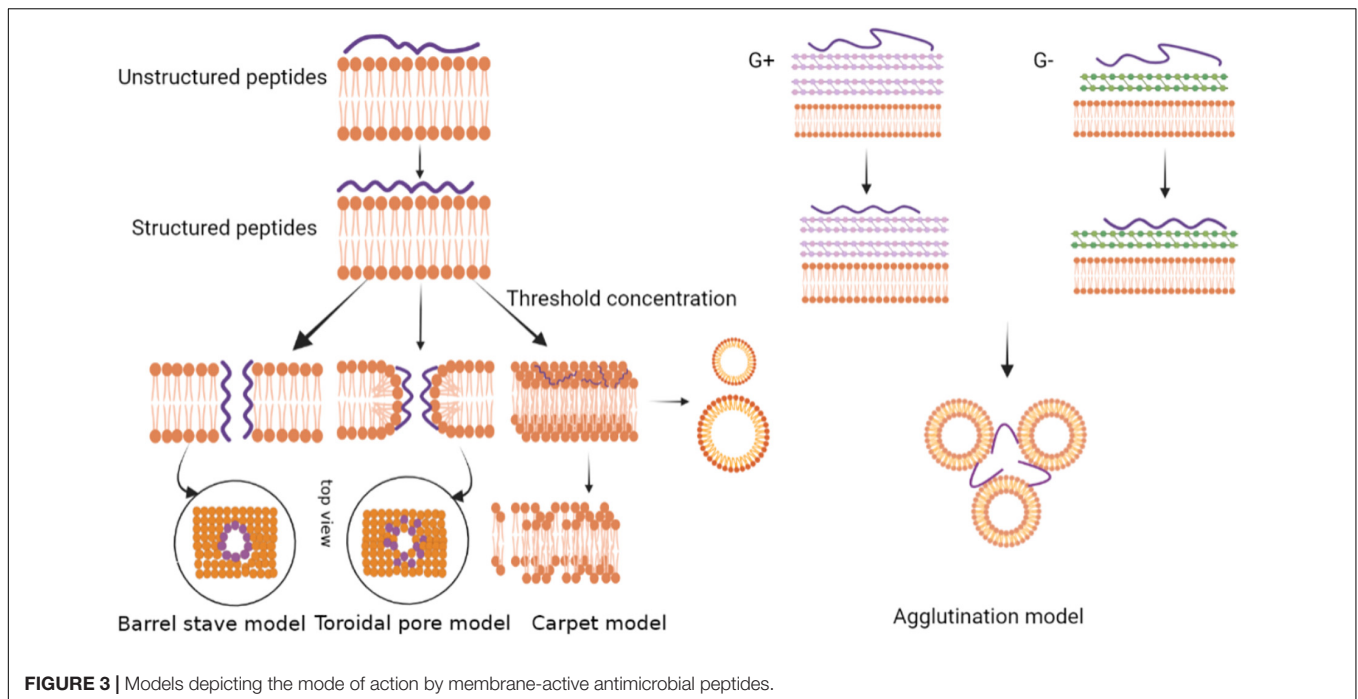 Unstructured peptides
G+
G-
Structured peptides
Threshold concentration
top view
Barrel stave model
Toroidal pore model
Carpet model
Agglutination model
FIGURE 3 | Models depicting the mode of action by membrane-active antimicrobial peptides.